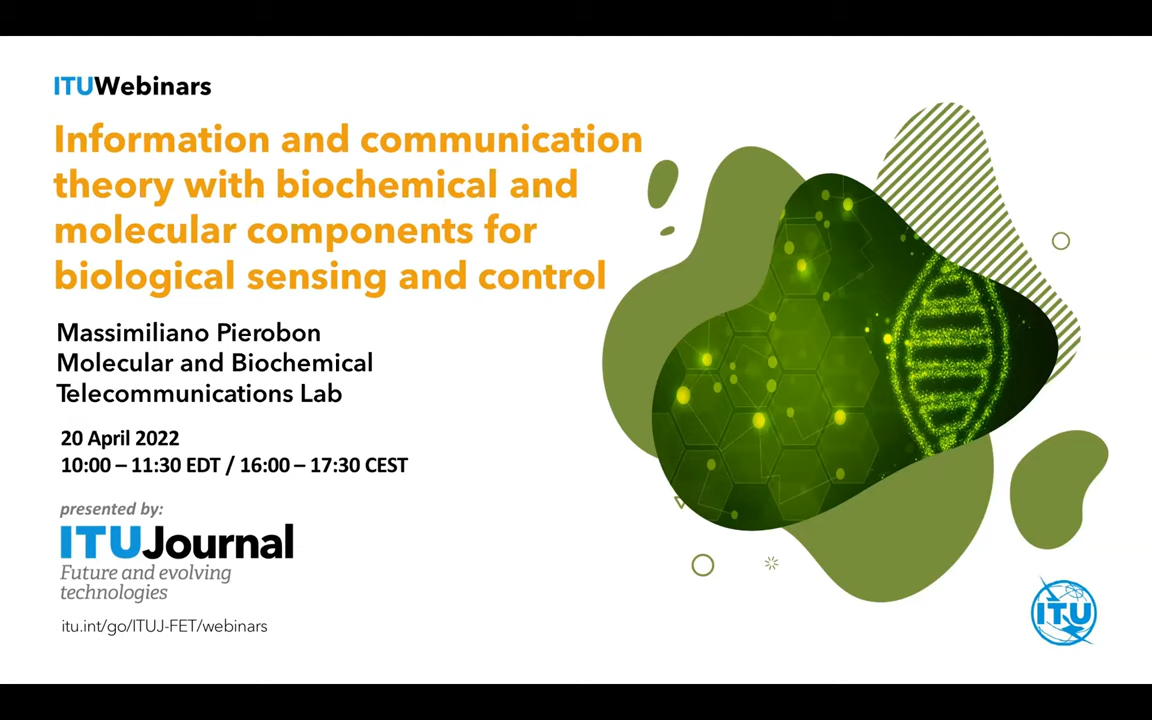 ITUWebinars
Information and communication
theory with biochemical and
molecular components for
biological sensing and control
Massimiliano Pierobon
Molecular and Biochemical
Telecommunications Lab
20 April 2022
10:00 – 11:30 EDT / 16:00 – 17:30 CEST
presented by:
ITUJournal
Future and evolving
technologies
itu.int/go/ITUJ-FET/webinars
ITU